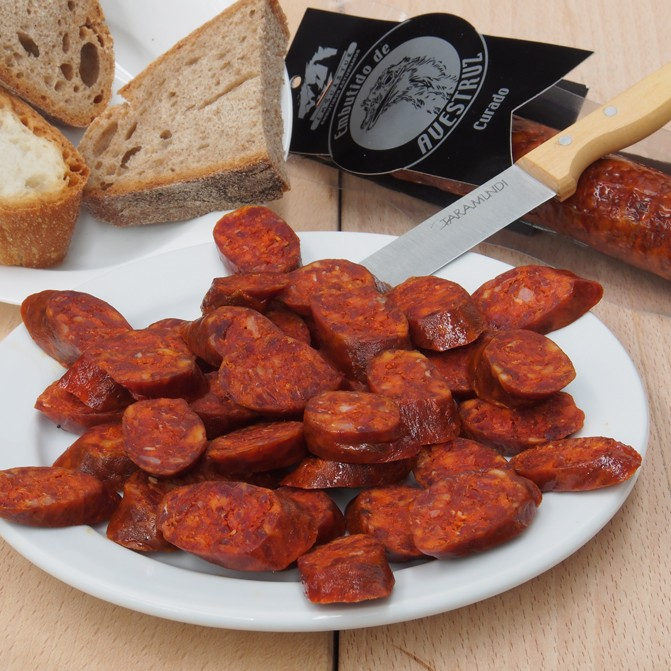 Embutido de
AVESTRUZ
Curado
TARAMUNDI